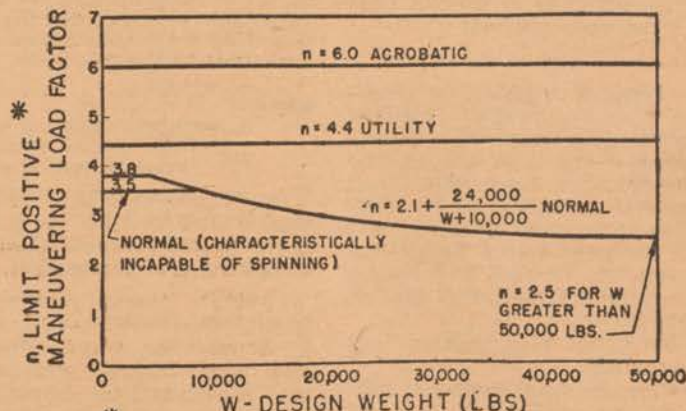 7
n = 6.0 ACROBATIC
6
5
n = 4.4 UTILITY
4
3.8
3.5
n = 2.1 + 24,000 / W + 10,000 NORMAL
3
NORMAL (CHARACTERISTICALLY
INCAPABLE OF SPINNING)
2
n = 2.5 FOR W
GREATER THAN
50,000 LBS.
1
0
n, LIMIT POSITIVE *
MANEUVERING LOAD FACTOR
0 10,000 20,000 30,000 40,000 50,000
W - DESIGN WEIGHT (LBS)
*